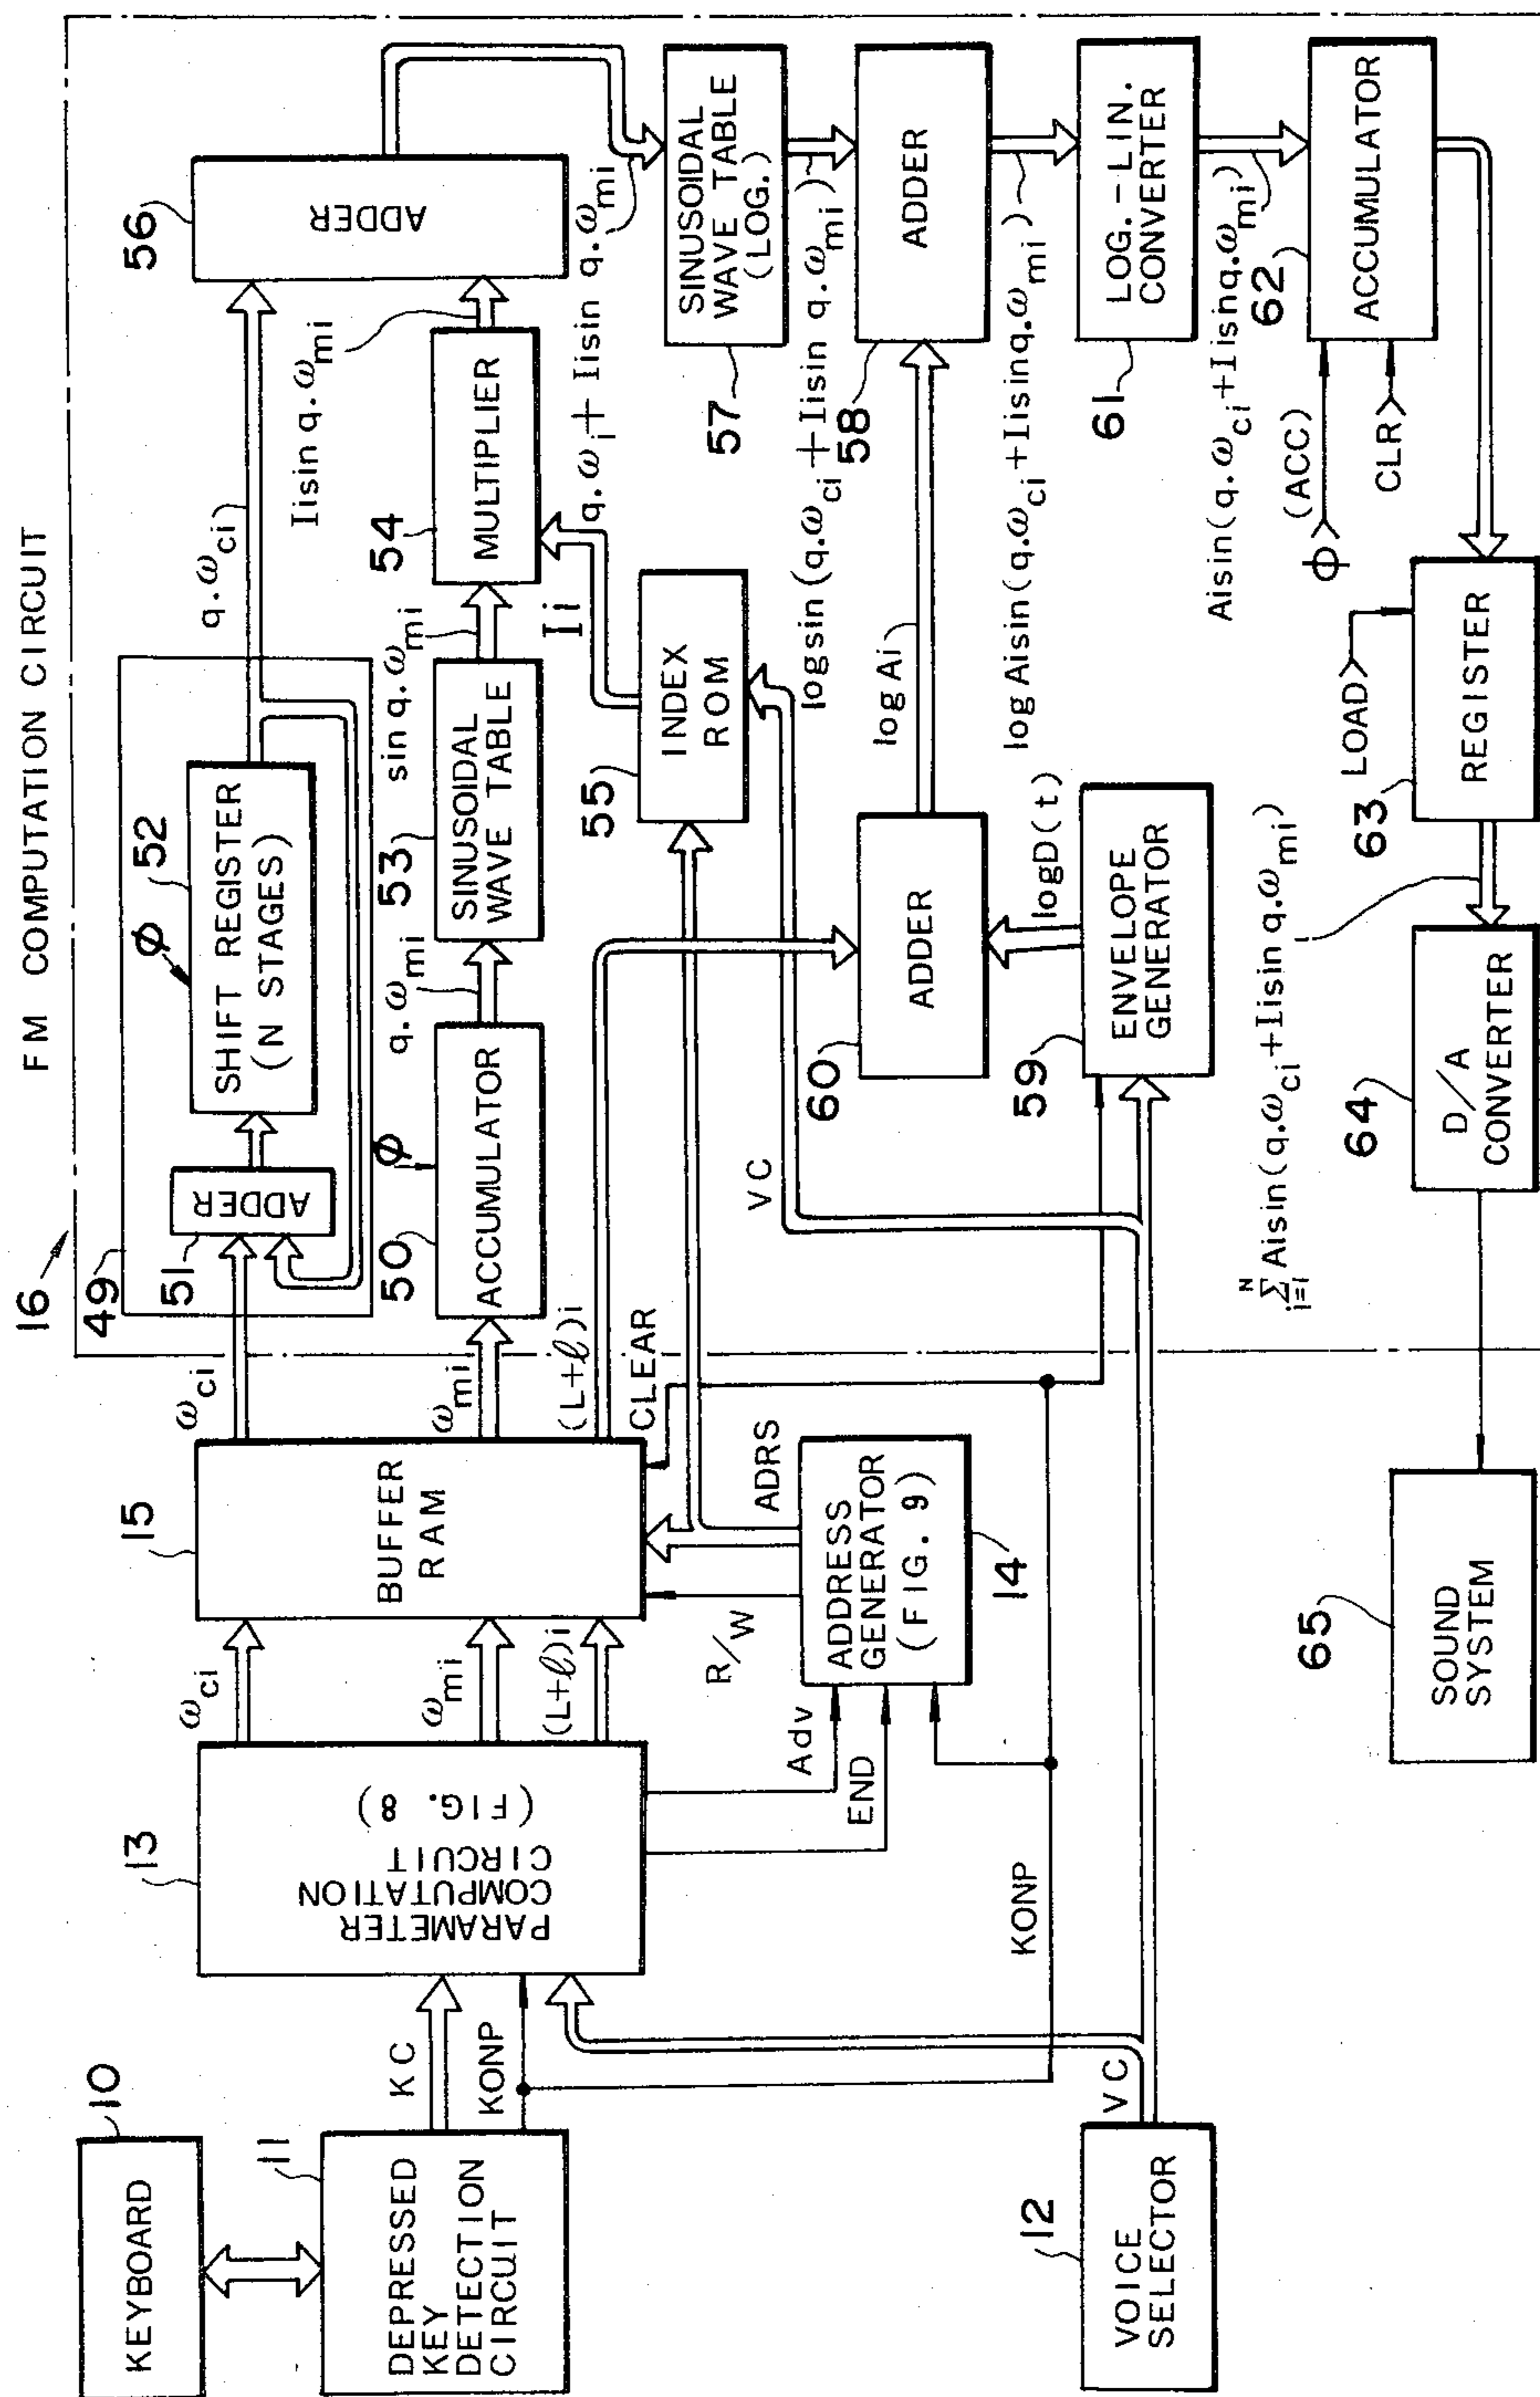 FM COMPUTATION CIRCUIT
16
KEYBOARD
10
DEPRESSED
KEY
DETECTION
CIRCUIT
11
KC
KONP
VOICE
SELECTOR
12
VC
PARAMETER
COMPUTATION
CIRCUIT
(FIG. 8)
13
ωci
ωmi
(L+ℓ)i
Adv
END
KONP
BUFFER
RAM
15
R/W
ADRS
ADDRESS
GENERATOR
(FIG. 9)
14
ωci
ωmi
(L+ℓ)i
CLEAR
49
51
ADDER
SHIFT REGISTER
(N STAGES)
52
φ
q.ωci
50
ACCUMULATOR
φ
q.ωmi
53
SINUSOIDAL
WAVE TABLE
sin q.ωmi
54
MULTIPLIER
Iisin q.ωmi
56
ADDER
q.ωi+Iisin q.ωmi
55
INDEX
ROM
Ii
VC
57
SINUSOIDAL
WAVE TABLE
(LOG.)
logsin(q.ωci+Iisin q.ωmi)
58
ADDER
60
ADDER
log Ai
59
ENVELOPE
GENERATOR
logD(t)
log Aisin(q.ωci+Iisinq.ωmi)
61
LOG.-LIN.
CONVERTER
Aisin(q.ωci+Iisinq.ωmi)
62
ACCUMULATOR
φ
(ACC)
CLR
LOAD
63
REGISTER
N
Σ Aisin(q.ωci+Iisin q.ωmi)
i=1
64
D/A
CONVERTER
65
SOUND
SYSTEM